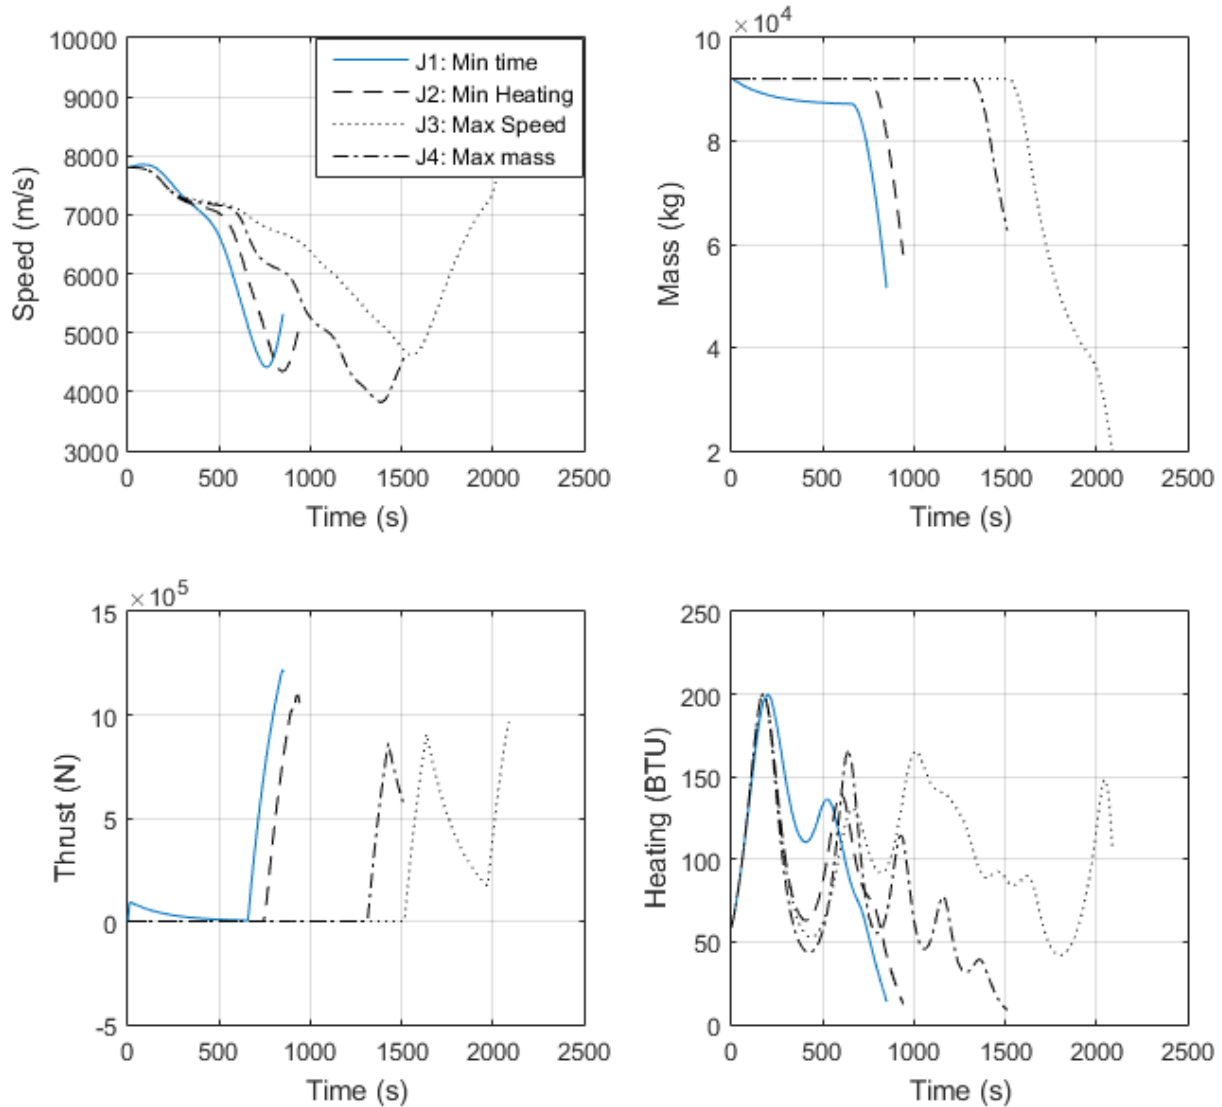 10000
9000
8000
7000
6000
5000
4000
3000
Speed (m/s)
J1: Min time
J2: Min Heating
J3: Max Speed
J4: Max mass
0 500 1000 1500 2000 2500
Time (s)
× 10^4
10
8
6
4
2
Mass (kg)
0 500 1000 1500 2000 2500
Time (s)
× 10^5
15
10
5
0
-5
Thrust (N)
0 500 1000 1500 2000 2500
Time (s)
250
200
150
100
50
0
Heating (BTU)
0 500 1000 1500 2000 2500
Time (s)